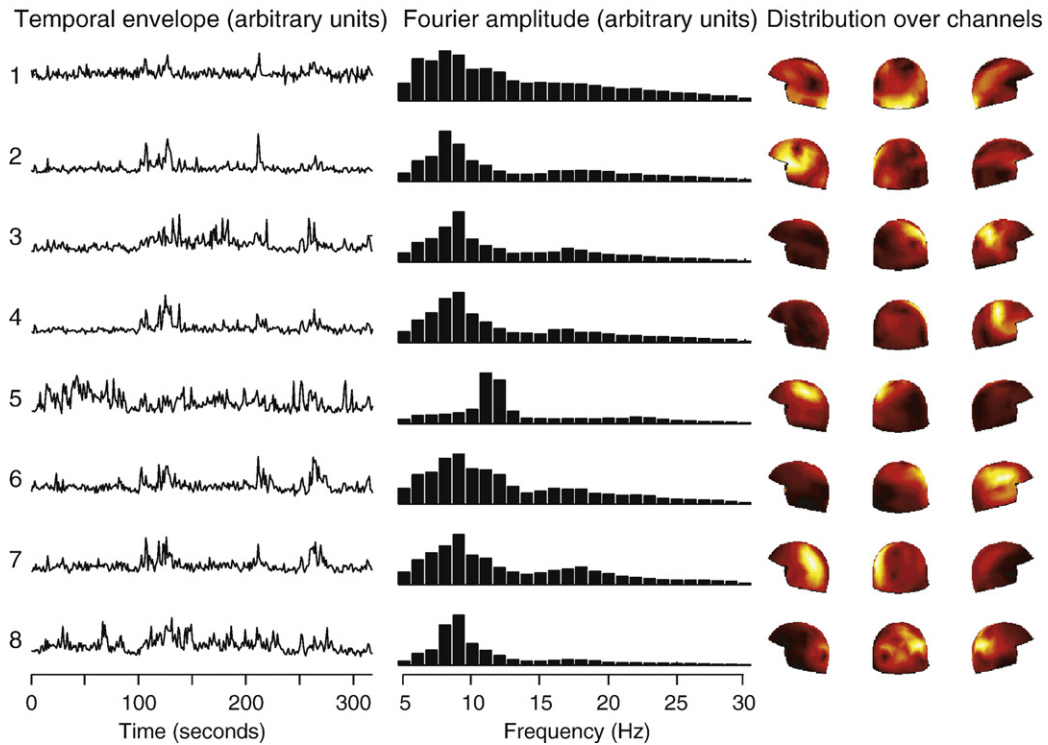 Temporal envelope (arbitrary units) Fourier amplitude (arbitrary units) Distribution over channels
1
2
3
4
5
6
7
8
0 100 200 300 5 10 15 20 25 30
Time (seconds) Frequency (Hz)